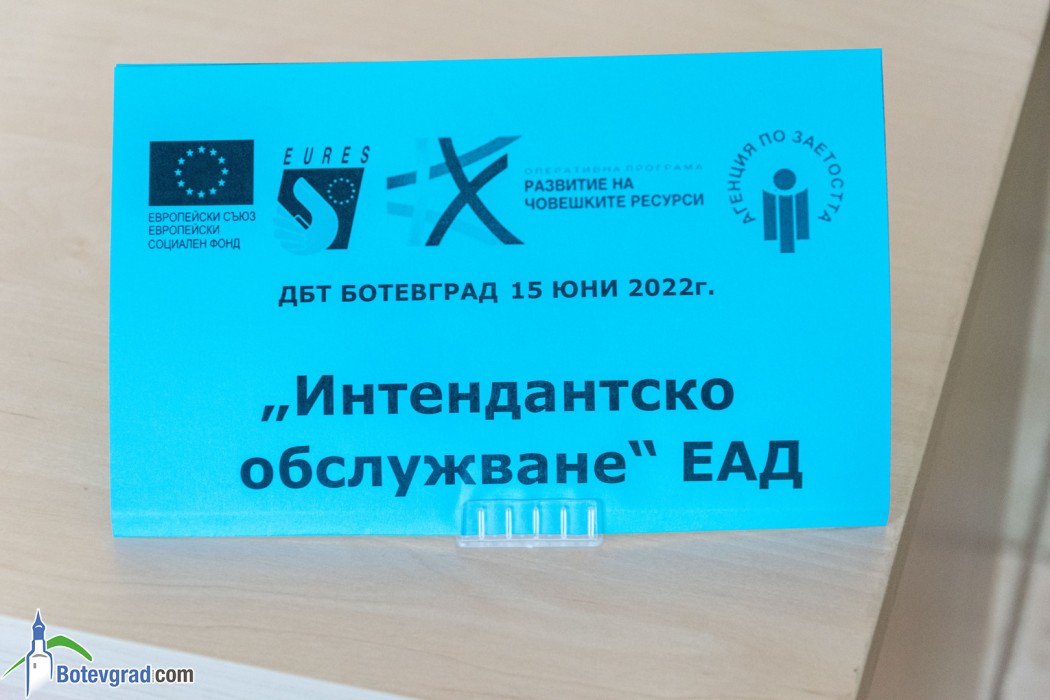 ЕВРОПЕЙСКИ СЪЮЗ
ЕВРОПЕЙСКИ
СОЦИАЛЕН ФОНД
EURES
ОПЕРАТИВНА ПРОГРАМА
РАЗВИТИЕ НА
ЧОВЕШКИТЕ РЕСУРСИ
АГЕНЦИЯ ПО ЗАЕТОСТТА
ДБТ БОТЕВГРАД 15 ЮНИ 2022г.
„Интендантско
обслужване“ ЕАД
Botevgrad.com